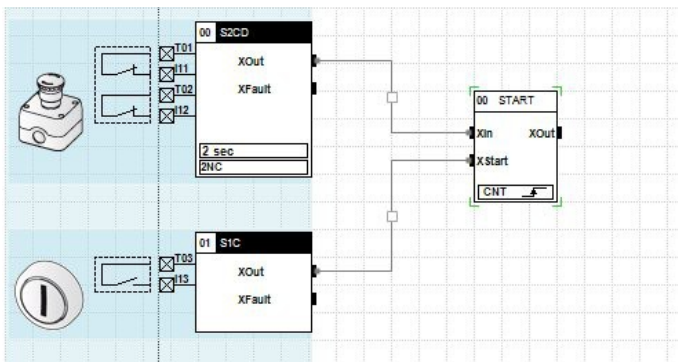 00 S2CD
T01
XOut
I11
T02
XFault
I12
2 sec
2NC
00 START
XIn XOut
XStart
CNT
01 S1C
T03
XOut
I13
XFault